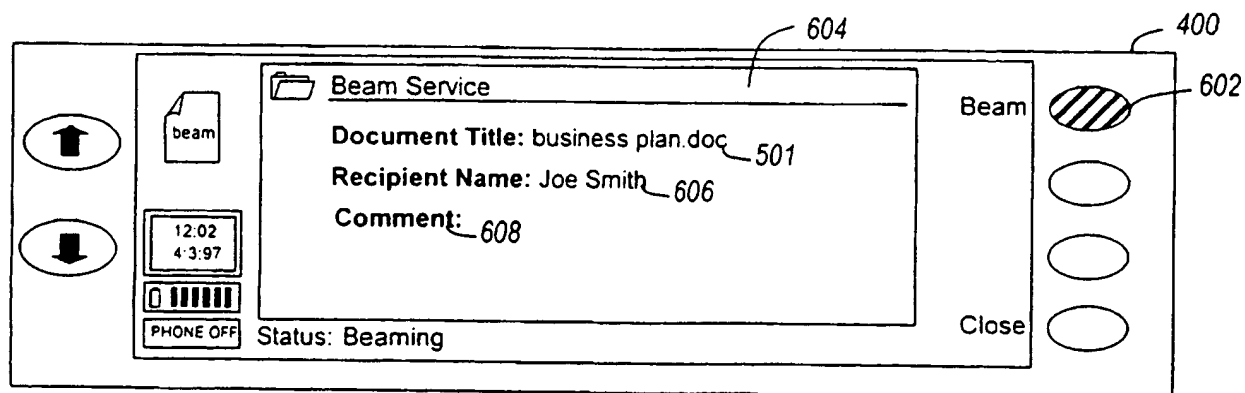 604
400
Beam Service
Beam
602
beam
Document Title: business plan.doc
501
Recipient Name: Joe Smith
606
Comment:
608
12:02
4:3:97
PHONE OFF
Status: Beaming
Close